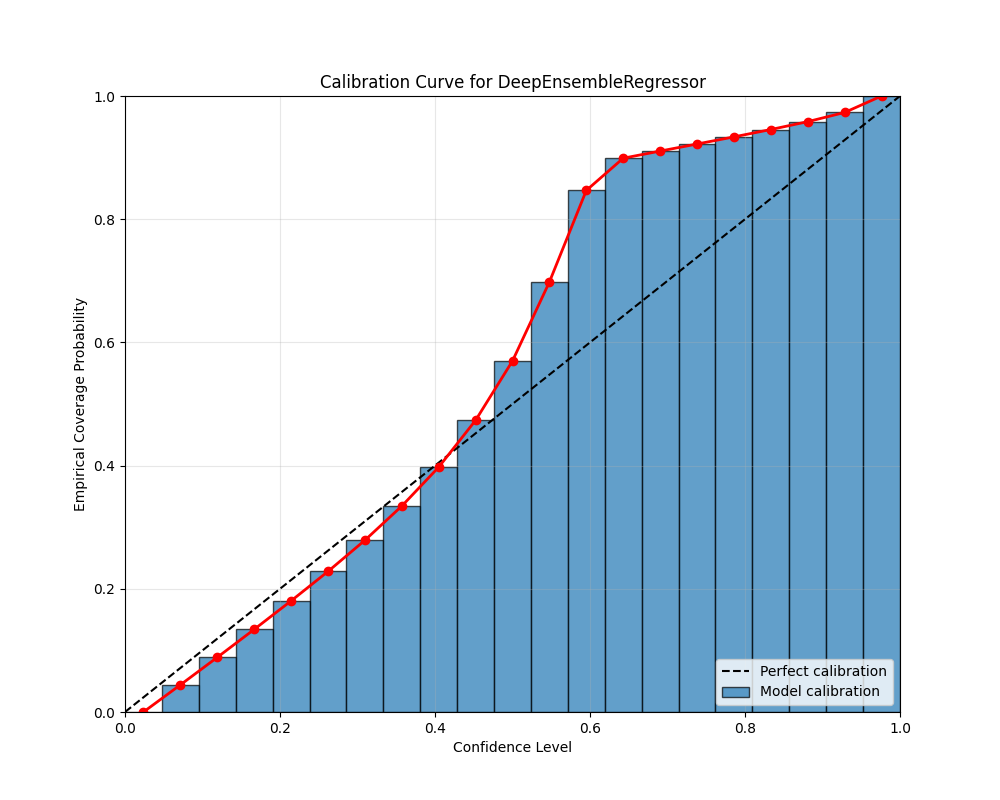 Calibration Curve for DeepEnsembleRegressor
1.0
0.8
0.6
0.4
0.2
0.0
Empirical Coverage Probability
Perfect calibration
Model calibration
0.0 0.2 0.4 0.6 0.8 1.0
Confidence Level